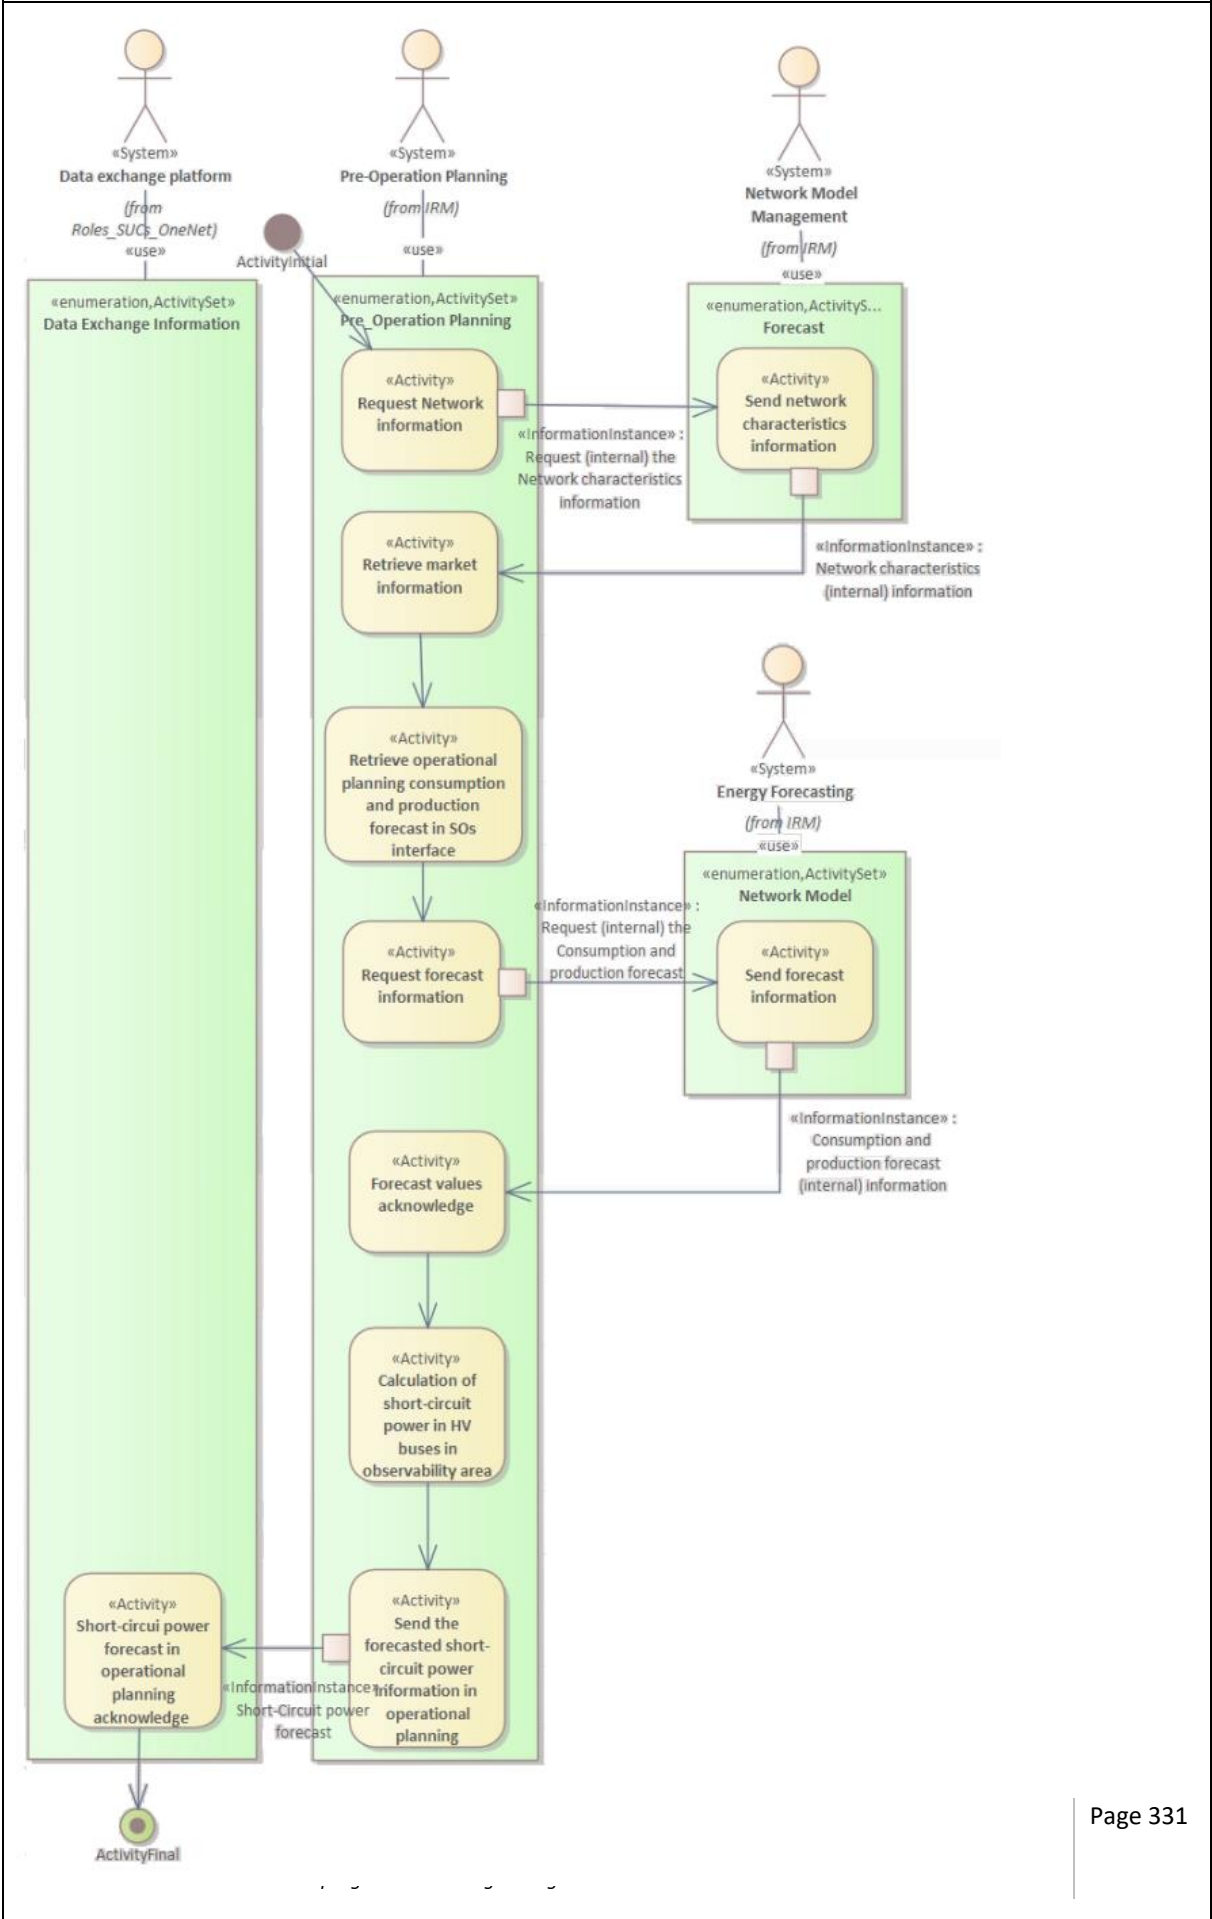 «System»
Data exchange platform
(from
Roles_SUCs_OneNet)
«use»
«System»
Pre-Operation Planning
(from IRM)
«use»
«System»
Network Model
Management
(from IRM)
«use»
ActivityInitial
«enumeration,ActivitySet»
Data Exchange Information
«enumeration,ActivitySet»
Pre_Operation Planning
«enumeration,ActivityS...
Forecast
«Activity»
Request Network
information
«Activity»
Send network
characteristics
information
«InformationInstance» :
Request (internal) the
Network characteristics
information
«Activity»
Retrieve market
information
«InformationInstance» :
Network characteristics
(internal) information
«Activity»
Retrieve operational
planning consumption
and production
forecast in SOs
interface
«System»
Energy Forecasting
(from IRM)
«use»
«enumeration,ActivitySet»
Network Model
«InformationInstance» :
Request (internal) the
Consumption and
production forecast
«Activity»
Request forecast
information
«Activity»
Send forecast
information
«InformationInstance» :
Consumption and
production forecast
(internal) information
«Activity»
Forecast values
acknowledge
«Activity»
Calculation of
short-circuit
power in HV
buses in
observability area
«Activity»
Short-circui power
forecast in
operational
planning
acknowledge
«Activity»
Send the
forecasted short-
circuit power
information in
operational
planning
«InformationInstance»
Short-Circuit power
forecast
ActivityFinal
Page 331